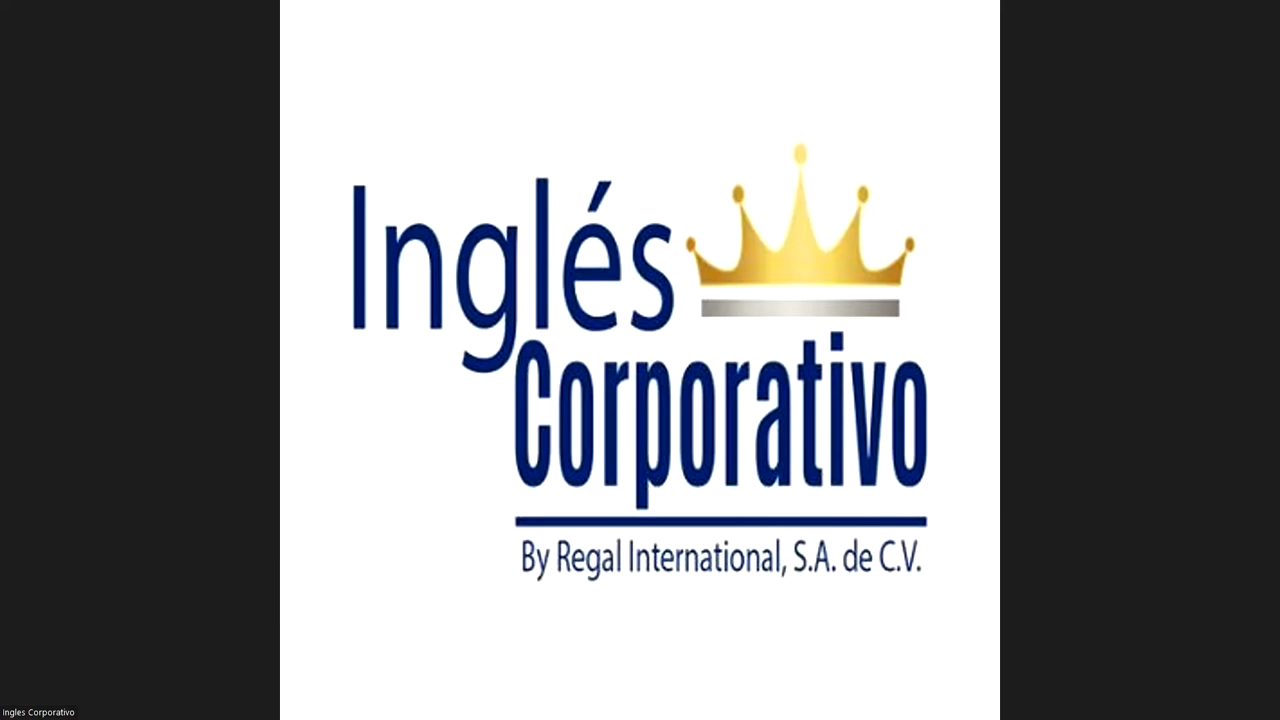 Inglés
Corporativo
By Regal International, S.A. de C.V.
Ingles Corporativo